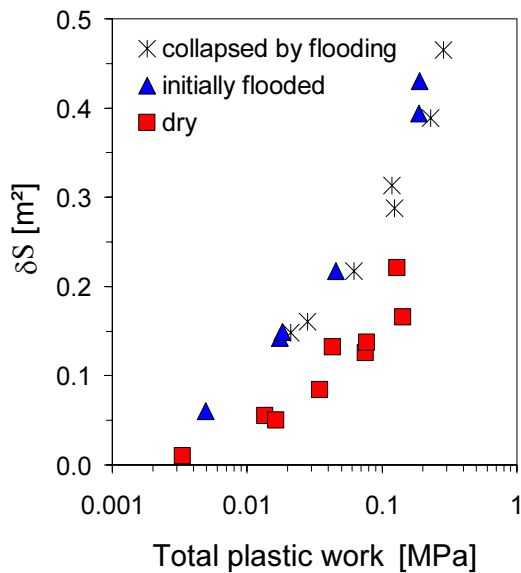 0.5
collapsed by flooding
initially flooded
dry
0.4
0.3
δS [m²]
0.2
0.1
0.0
0.001 0.01 0.1 1
Total plastic work [MPa]